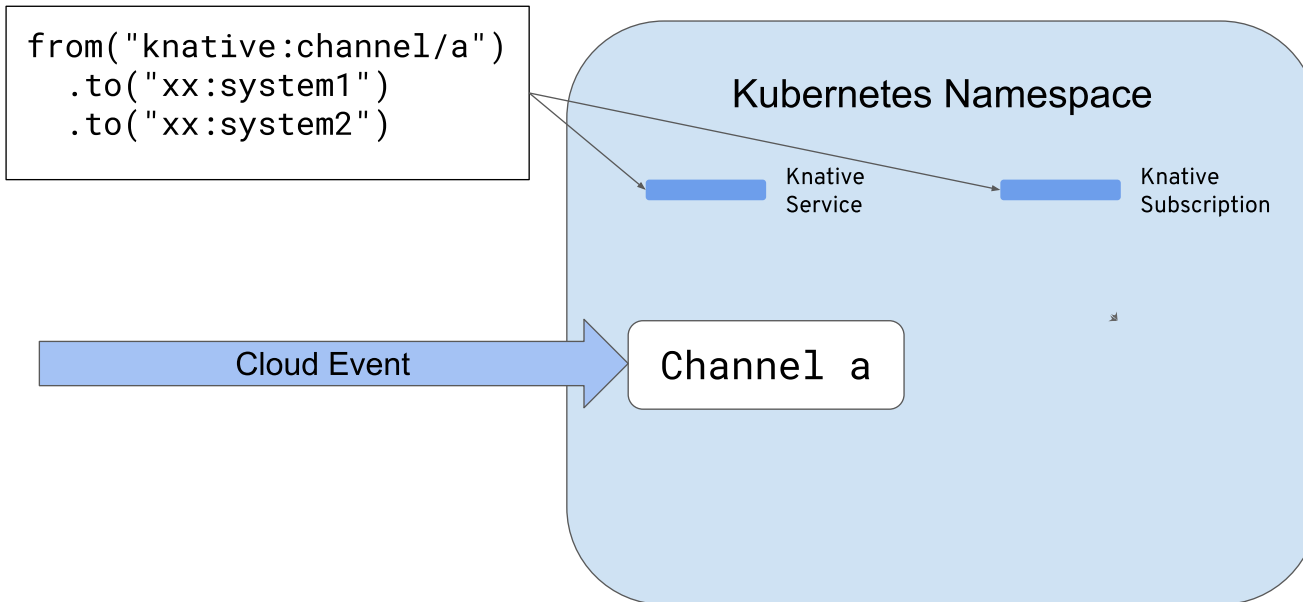 from("knative:channel/a")
.to("xx:system1")
.to("xx:system2")
Kubernetes Namespace
Knative
Service
Knative
Subscription
Cloud Event
Channel a